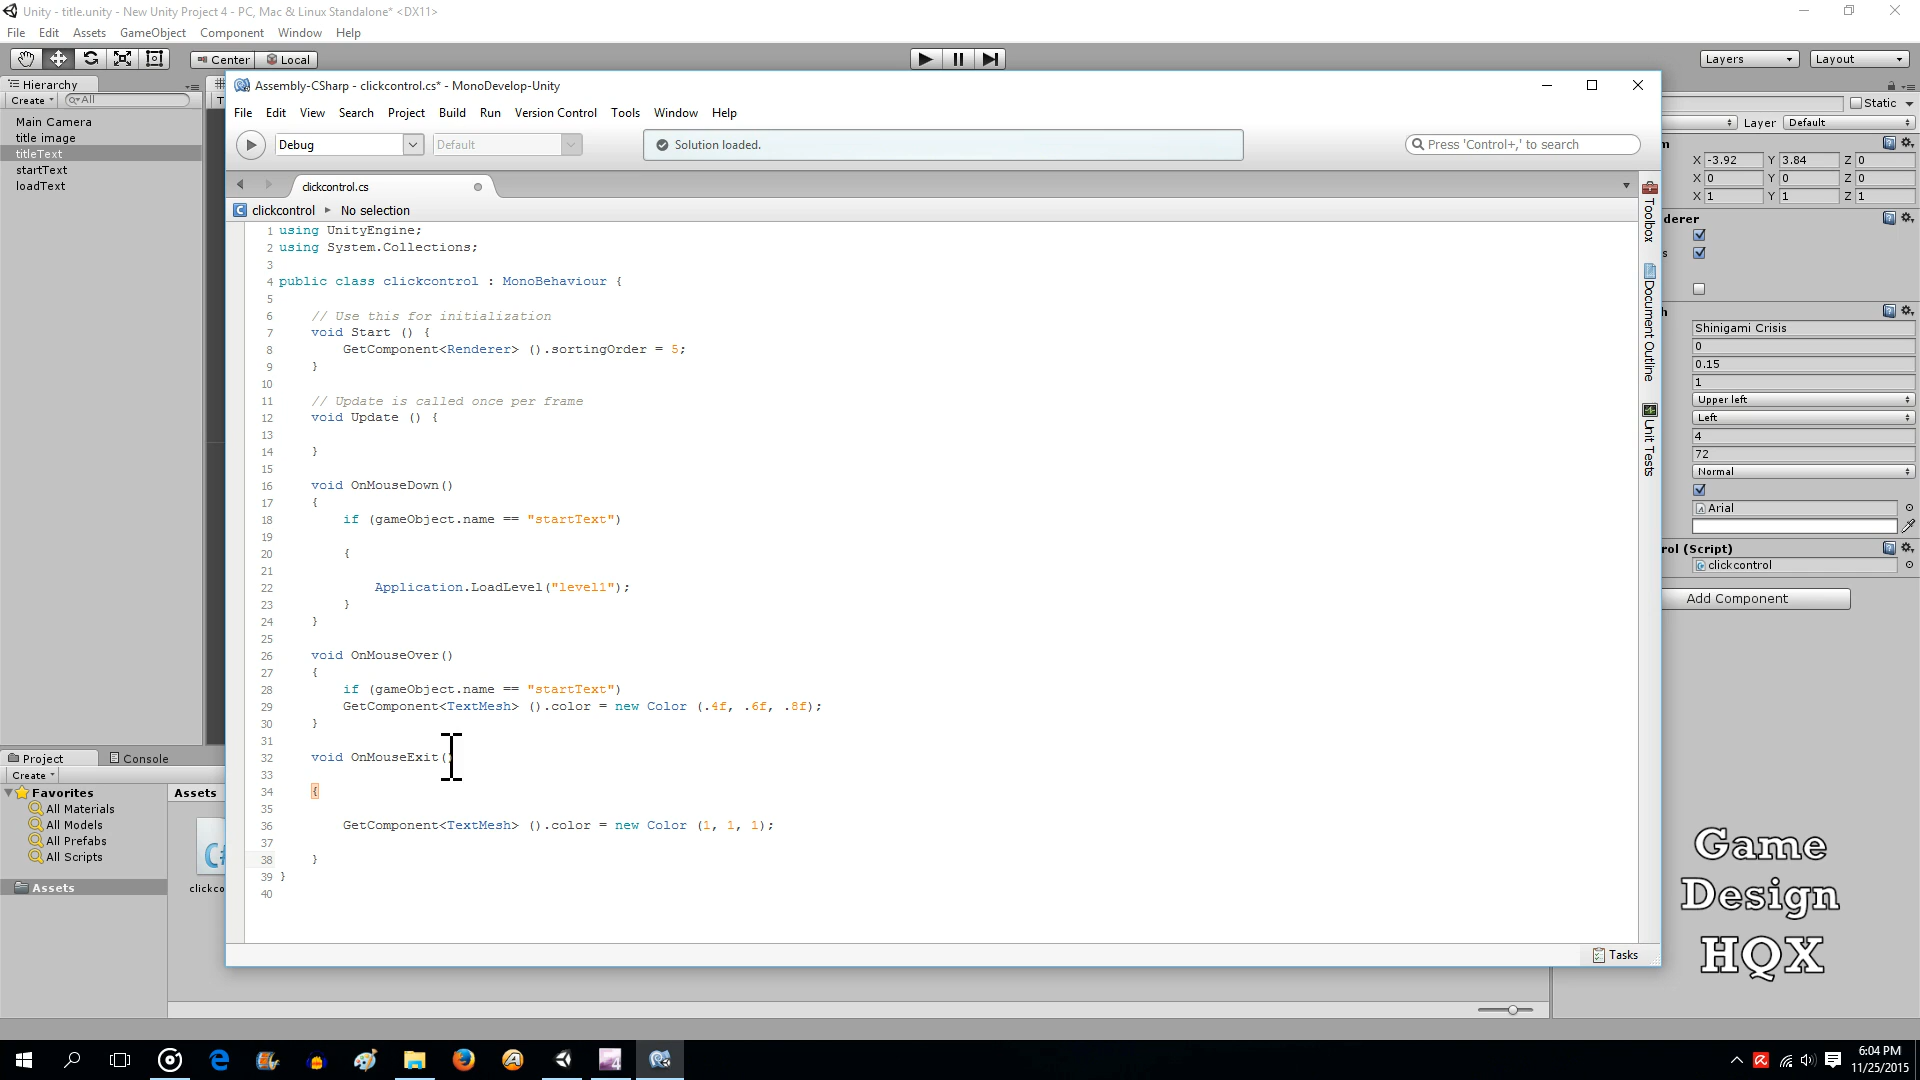 Unity - title.unity - New Unity Project 4 - PC, Mac & Linux Standalone* <DX11>
File Edit Assets GameObject Component Window Help
Center Local
Layers Layout
Hierarchy
Create All
Main Camera
title image
titleText
startText
loadText
Assembly-CSharp - clickcontrol.cs* - MonoDevelop-Unity
File Edit View Search Project Build Run Version Control Tools Window Help
Debug Default
Solution loaded.
Press 'Control+,' to search
clickcontrol.cs
clickcontrol No selection
1 using UnityEngine;
2 using System.Collections;
3
4 public class clickcontrol : MonoBehaviour {
5
6 // Use this for initialization
7 void Start () {
8 GetComponent<Renderer> ().sortingOrder = 5;
9 }
10
11 // Update is called once per frame
12 void Update () {
13
14 }
15
16 void OnMouseDown()
17 {
18 if (gameObject.name == "startText")
19
20 {
21
22 Application.LoadLevel("level1");
23 }
24 }
25
26 void OnMouseOver()
27 {
28 if (gameObject.name == "startText")
29 GetComponent<TextMesh> ().color = new Color (.4f, .6f, .8f);
30 }
31
32 void OnMouseExit()
33
34 {
35
36 GetComponent<TextMesh> ().color = new Color (1, 1, 1);
37
38 }
39 }
40
Toolbox
Document Outline
Unit Tests
Tasks
Static
Layer Default
X -3.92 Y 3.84 Z 0
X 0 Y 0 Z 0
X 1 Y 1 Z 1
derer
Shinigami Crisis
0
0.15
1
Upper left
Left
4
72
Normal
Arial
rol (Script)
clickcontrol
Add Component
Project Console
Create
Favorites
All Materials
All Models
All Prefabs
All Scripts
Assets
Assets
clickco
Game
Design
HQX
6:04 PM
11/25/2015